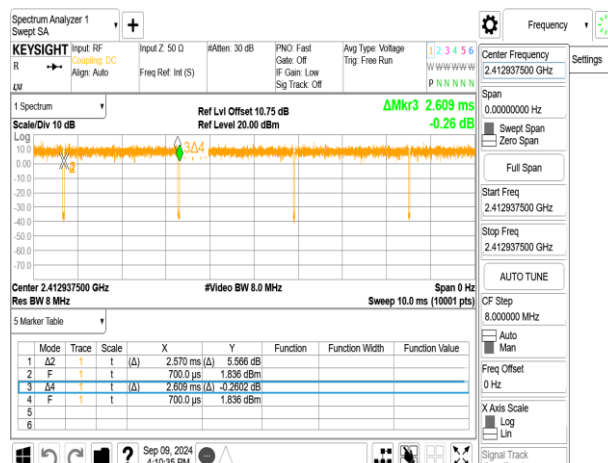 Spectrum Analyzer 1
Swept SA
Frequency
KEYSIGHT
R
Input: RF
Coupling: DC
Align: Auto
Input Z: 50 Ω
Freq Ref: Int (S)
#Atten: 30 dB
PNO: Fast
Gate: Off
IF Gain: Low
Sig Track: Off
Avg Type: Voltage
Trig: Free Run
1 2 3 4 5 6
W W W W W W
P N N N N N
1 Spectrum
Scale/Div 10 dB
Ref Lvl Offset 10.75 dB
Ref Level 20.00 dBm
ΔMkr3 2.609 ms
-0.26 dB
Log
10.0
0.00
-10.0
-20.0
-30.0
-40.0
-50.0
-60.0
-70.0
3Δ4
Center 2.412937500 GHz
Res BW 8 MHz
#Video BW 8.0 MHz
Span 0 Hz
Sweep 10.0 ms (10001 pts)
5 Marker Table
Mode Trace Scale X Y Function Function Width Function Value
1 Δ2 1 t (Δ) 2.570 ms (Δ) 5.566 dB
2 F 1 t 700.0 µs 1.836 dBm
3 Δ4 1 t (Δ) 2.609 ms (Δ) -0.2602 dB
4 F 1 t 700.0 µs 1.836 dBm
5
6
?
Sep 09, 2024
4:10:35 PM
Center Frequency
2.412937500 GHz
Settings
Span
0.00000000 Hz
Swept Span
Zero Span
Full Span
Start Freq
2.412937500 GHz
Stop Freq
2.412937500 GHz
AUTO TUNE
CF Step
8.000000 MHz
Auto
Man
Freq Offset
0 Hz
X Axis Scale
Log
Lin
Signal Track